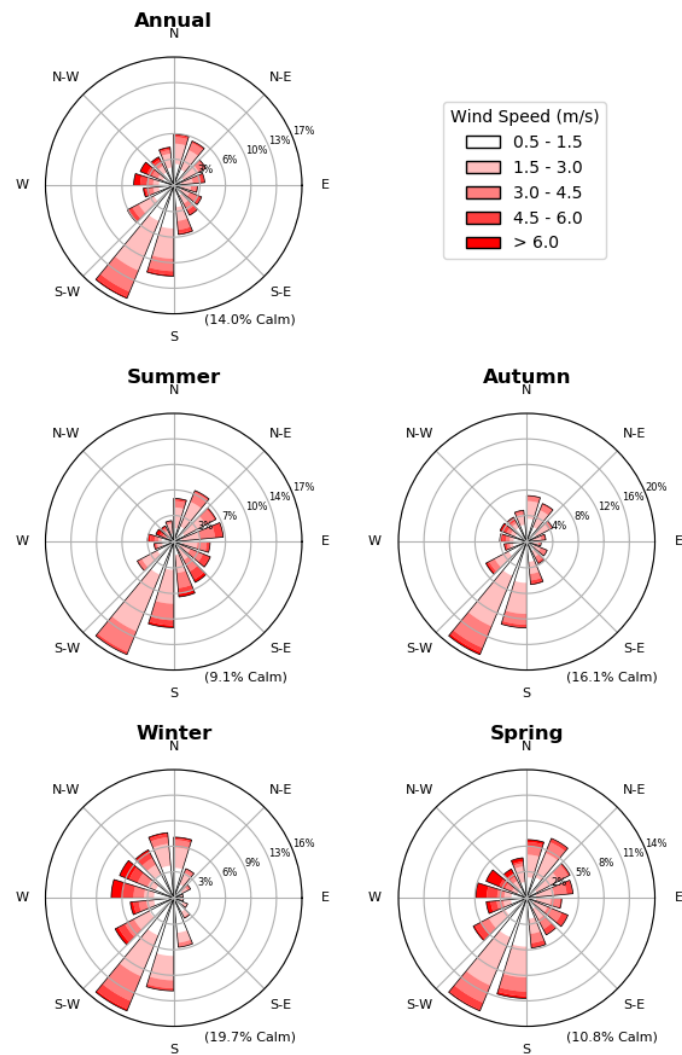 Annual
N
N-W
N-E
17%
13%
10%
6%
3%
W
E
S-W
S-E
(14.0% Calm)
S
Wind Speed (m/s)
0.5 - 1.5
1.5 - 3.0
3.0 - 4.5
4.5 - 6.0
> 6.0
Summer
N
N-W
N-E
17%
14%
10%
7%
3%
W
E
S-W
S-E
(9.1% Calm)
S
Autumn
N
N-W
N-E
20%
16%
12%
8%
4%
W
E
S-W
S-E
(16.1% Calm)
S
Winter
N
N-W
N-E
16%
13%
9%
6%
3%
W
E
S-W
S-E
(19.7% Calm)
S
Spring
N
N-W
N-E
14%
11%
8%
5%
2%
W
E
S-W
S-E
(10.8% Calm)
S